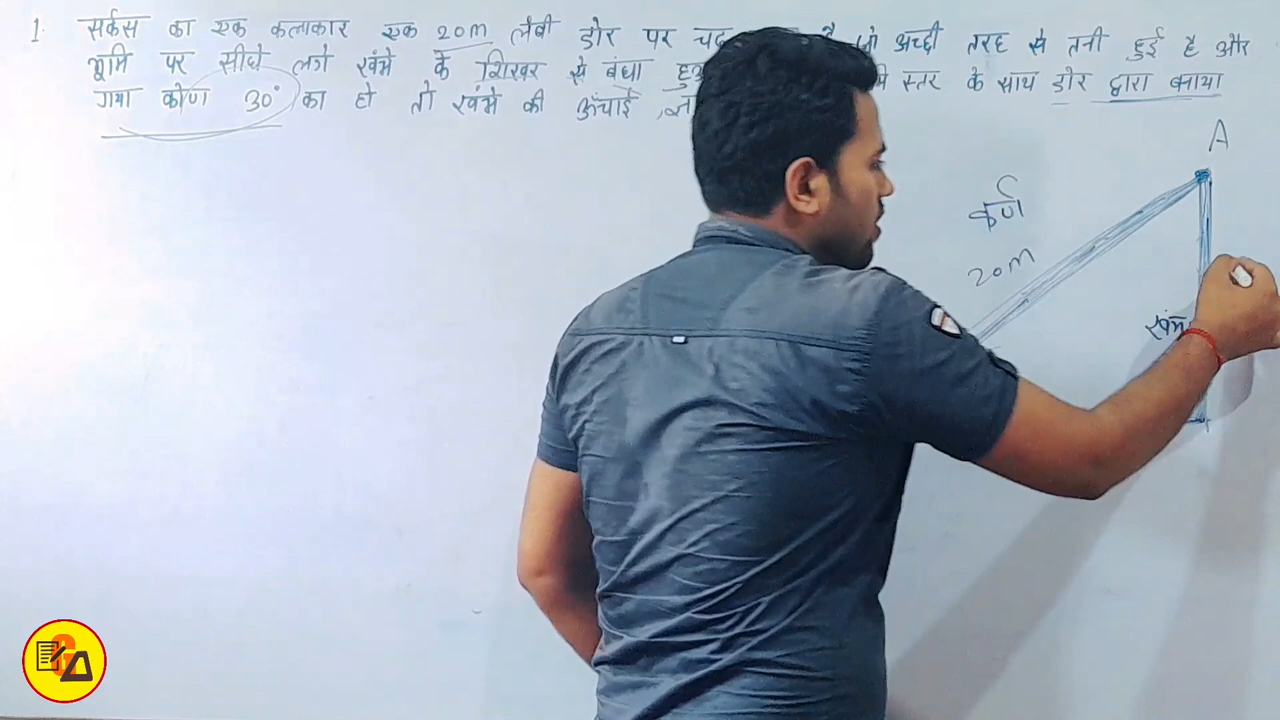 1. सर्कस का एक कलाकार एक 20m लंबी डोर पर चढ़ है जो अच्छी तरह से तनी हुई है और
भूमि पर सीधे लगे खंभे के शिखर से बंधा स्तर के साथ डोर द्वारा बनाया
गया कोण 30° का हो तो खंभे की ऊंचाई
A
कर्ण
20m